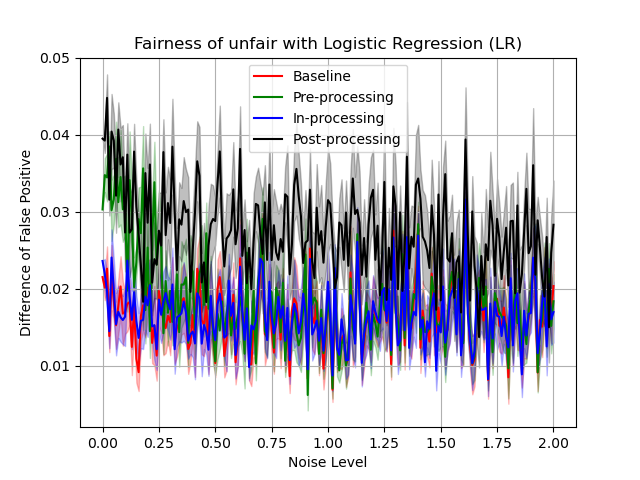 Fairness of unfair with Logistic Regression (LR)
Baseline
Pre-processing
In-processing
Post-processing
Difference of False Positive
0.05
0.04
0.03
0.02
0.01
0.00 0.25 0.50 0.75 1.00 1.25 1.50 1.75 2.00
Noise Level